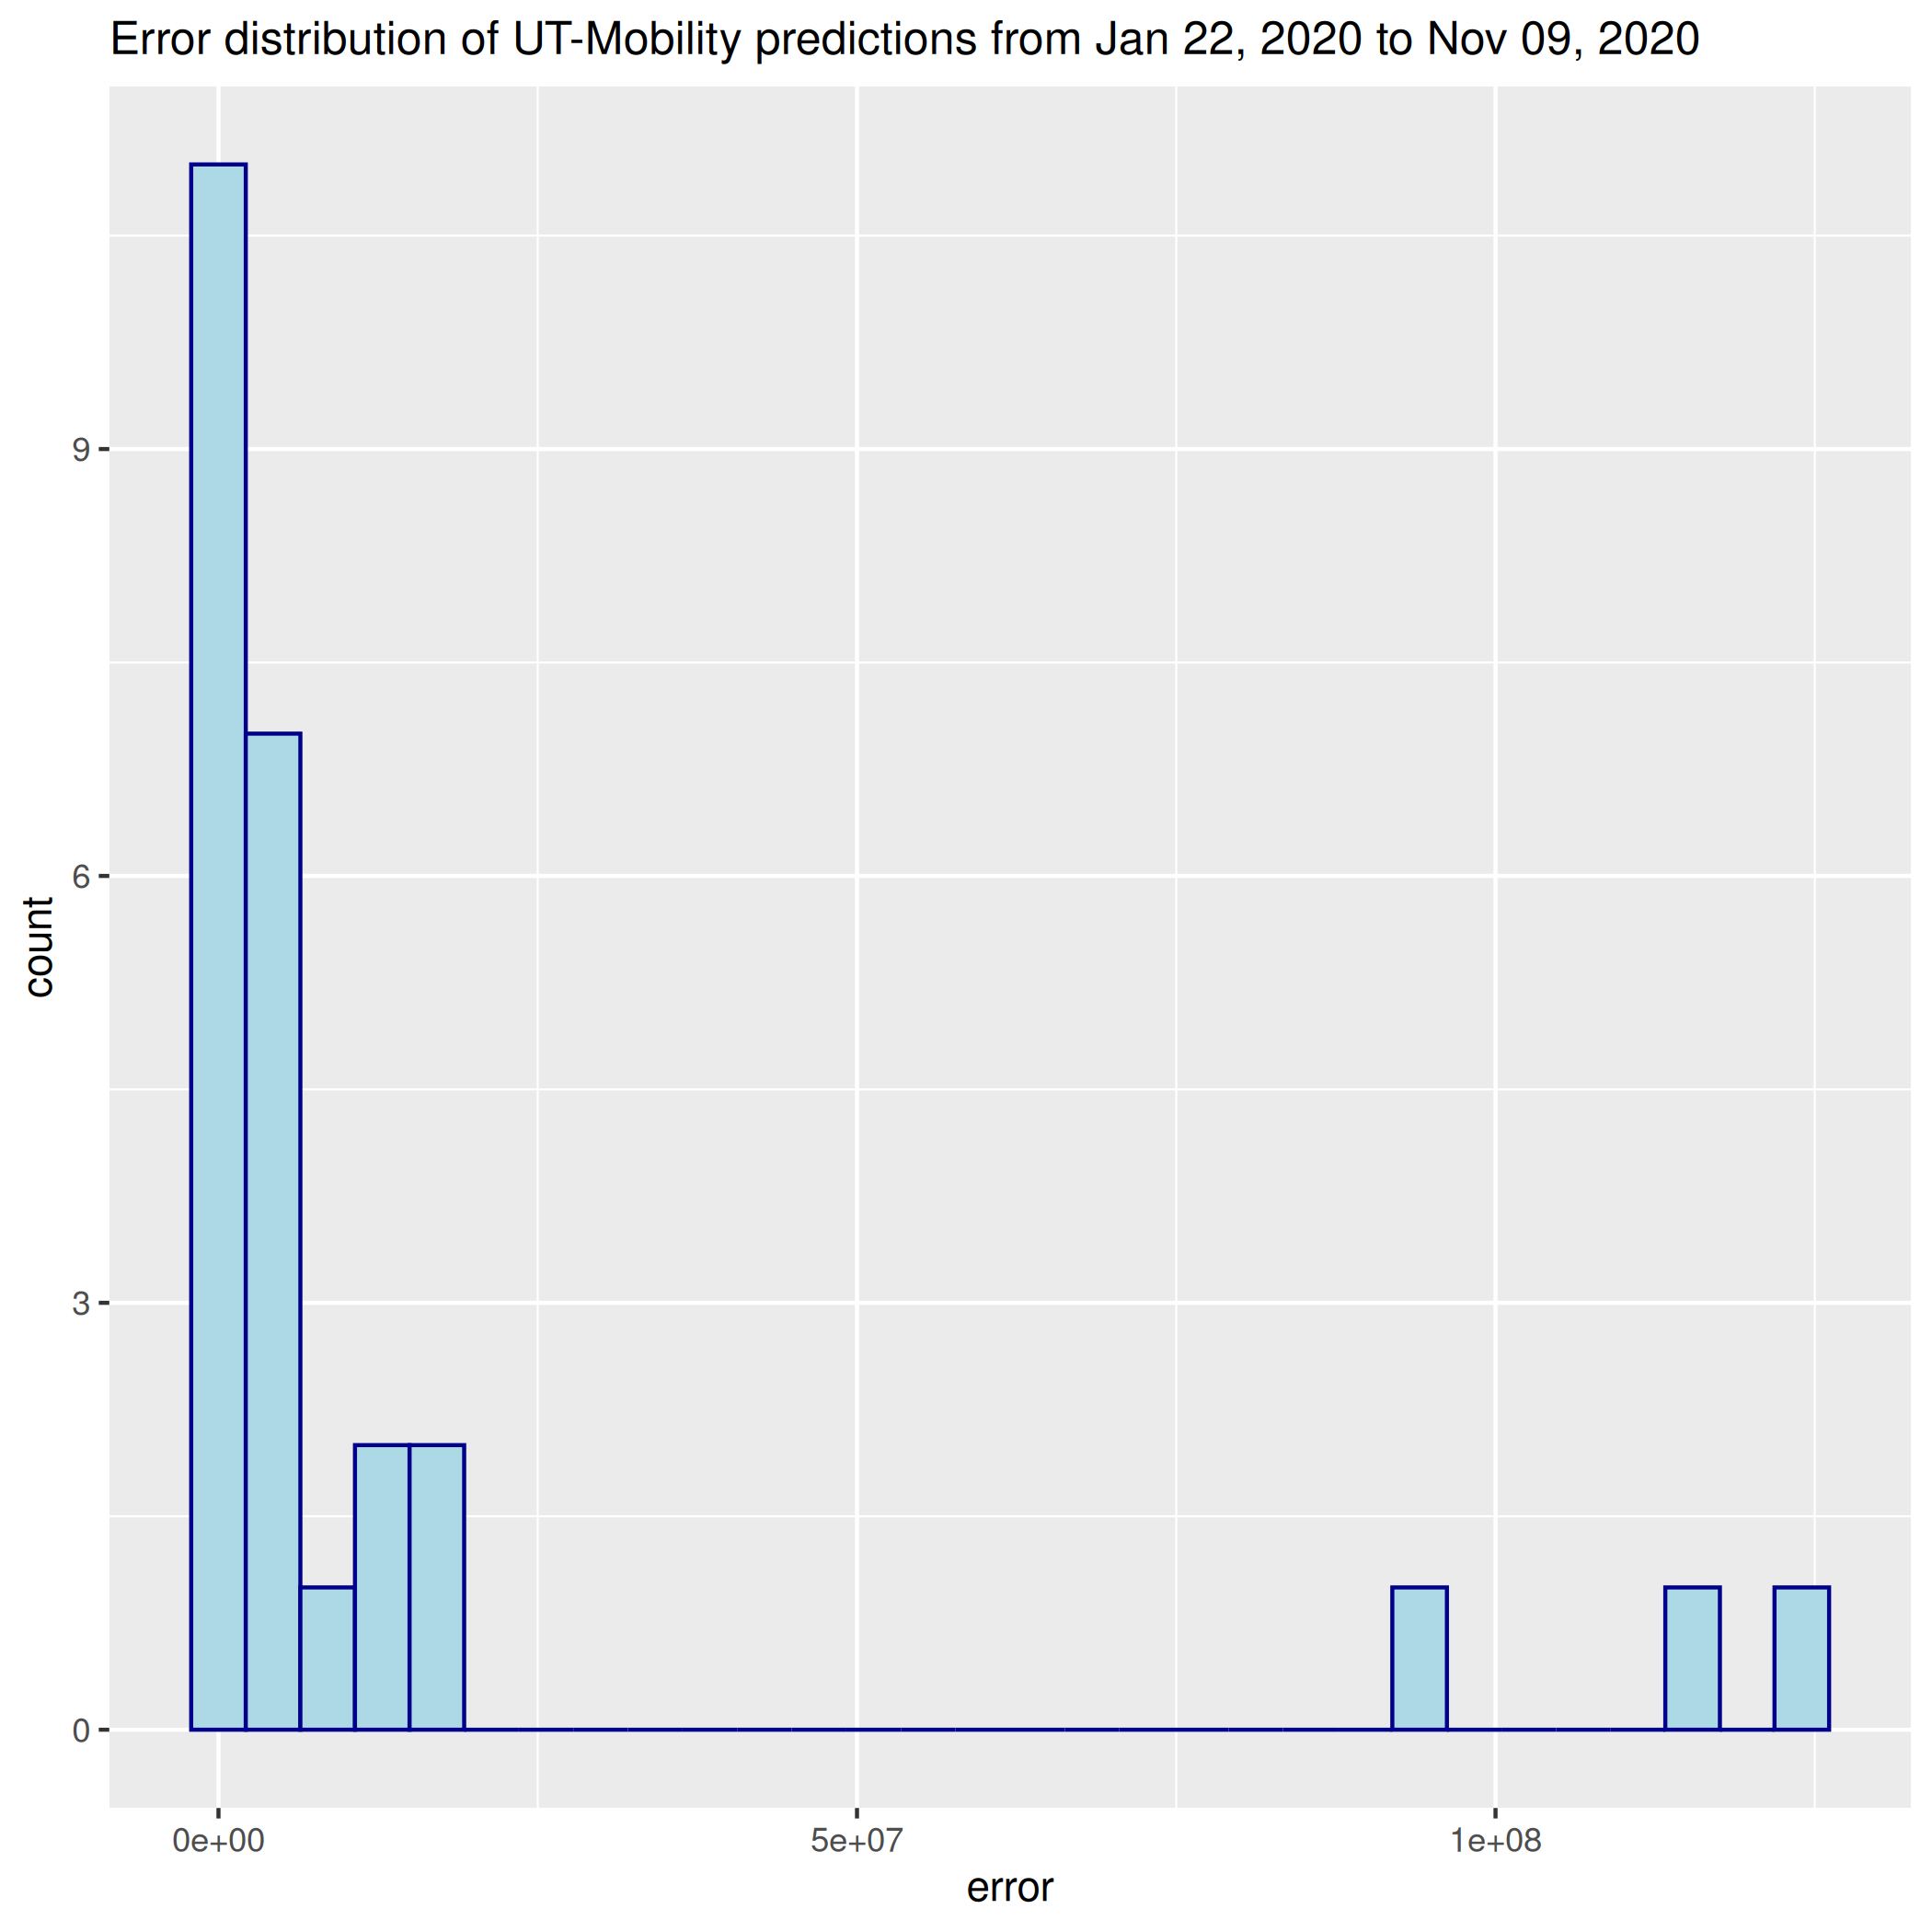 Error distribution of UT-Mobility predictions from Jan 22, 2020 to Nov 09, 2020
9
6
3
0
count
0e+00 5e+07 1e+08
error